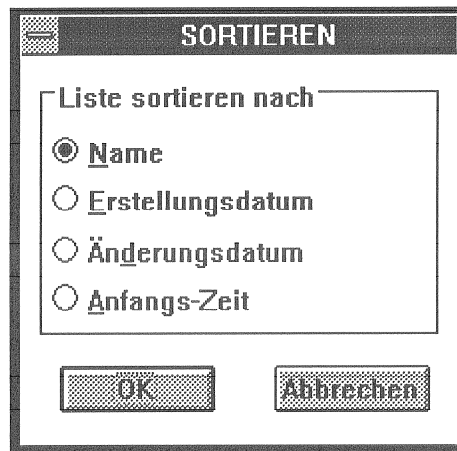 SORTIEREN
Liste sortieren nach
Name
Erstellungsdatum
Änderungsdatum
Anfangs-Zeit
OK
Abbrechen